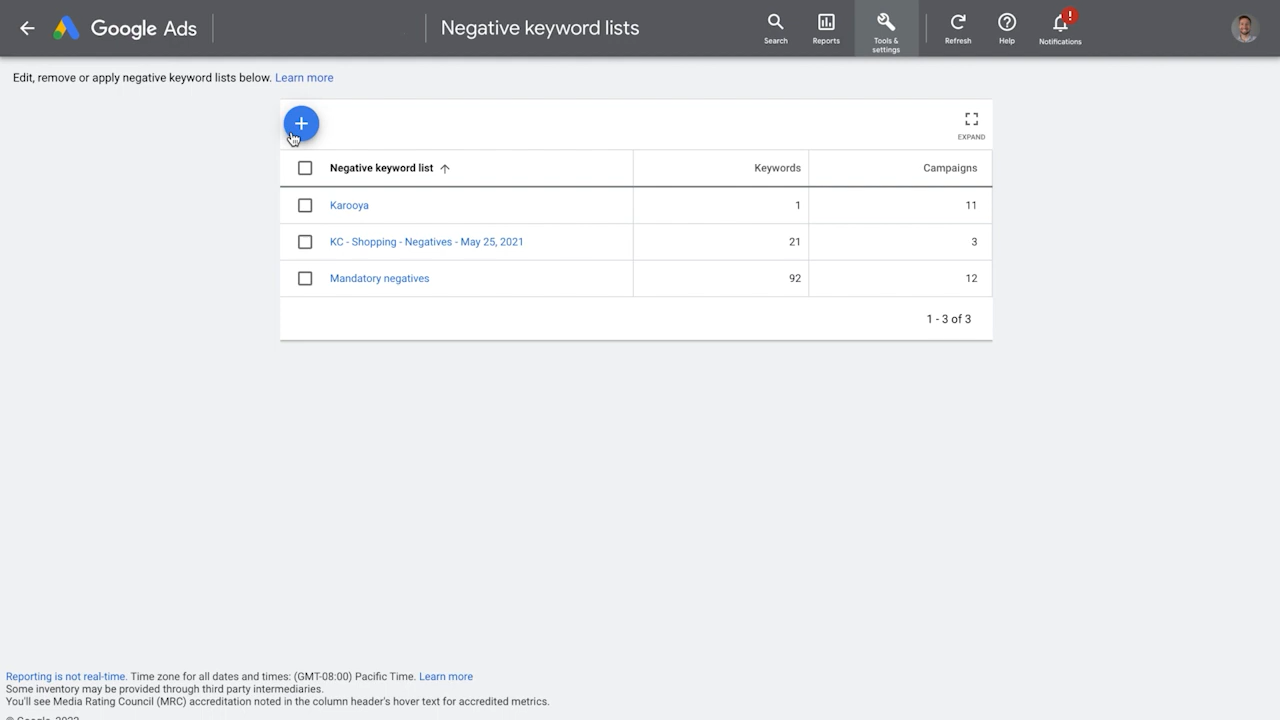 Google Ads
Negative keyword lists
Search
Reports
Tools &
settings
Refresh
Help
!
Notifications
Edit, remove or apply negative keyword lists below. Learn more
EXPAND
Negative keyword list Keywords Campaigns
Karooya 1 11
KC - Shopping - Negatives - May 25, 2021 21 3
Mandatory negatives 92 12
1 - 3 of 3
Reporting is not real-time. Time zone for all dates and times: (GMT-08:00) Pacific Time. Learn more
Some inventory may be provided through third party intermediaries.
You'll see Media Rating Council (MRC) accreditation noted in the column header's hover text for accredited metrics.
© Google, 2022